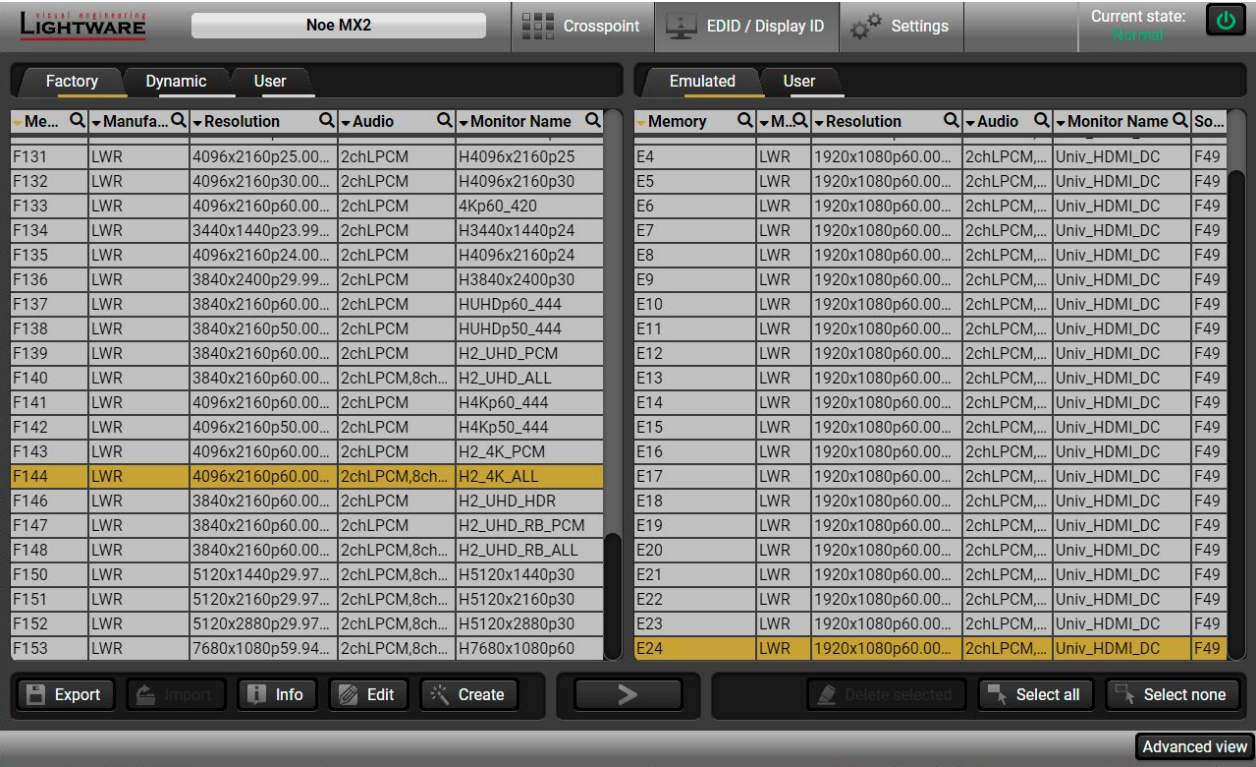 visual engineering
LIGHTWARE
Noe MX2
Crosspoint
EDID / Display ID
Settings
Current state:
Normal
Factory Dynamic User
Emulated User
Me... Manufa... Resolution Audio Monitor Name
Memory M... Resolution Audio Monitor Name So...
F131 LWR 4096x2160p25.00... 2chLPCM H4096x2160p25
F132 LWR 4096x2160p30.00... 2chLPCM H4096x2160p30
F133 LWR 4096x2160p60.00... 2chLPCM 4Kp60_420
F134 LWR 3440x1440p23.99... 2chLPCM H3440x1440p24
F135 LWR 4096x2160p24.00... 2chLPCM H4096x2160p24
F136 LWR 3840x2400p29.99... 2chLPCM H3840x2400p30
F137 LWR 3840x2160p60.00... 2chLPCM HUHDp60_444
F138 LWR 3840x2160p50.00... 2chLPCM HUHDp50_444
F139 LWR 3840x2160p60.00... 2chLPCM H2_UHD_PCM
F140 LWR 3840x2160p60.00... 2chLPCM,8ch... H2_UHD_ALL
F141 LWR 4096x2160p60.00... 2chLPCM H4Kp60_444
F142 LWR 4096x2160p50.00... 2chLPCM H4Kp50_444
F143 LWR 4096x2160p60.00... 2chLPCM H2_4K_PCM
F144 LWR 4096x2160p60.00... 2chLPCM,8ch... H2_4K_ALL
F146 LWR 3840x2160p60.00... 2chLPCM H2_UHD_HDR
F147 LWR 3840x2160p60.00... 2chLPCM H2_UHD_RB_PCM
F148 LWR 3840x2160p60.00... 2chLPCM,8ch... H2_UHD_RB_ALL
F150 LWR 5120x1440p29.97... 2chLPCM,8ch... H5120x1440p30
F151 LWR 5120x2160p29.97... 2chLPCM,8ch... H5120x2160p30
F152 LWR 5120x2880p29.97... 2chLPCM,8ch... H5120x2880p30
F153 LWR 7680x1080p59.94... 2chLPCM,8ch... H7680x1080p60
E4 LWR 1920x1080p60.00... 2chLPCM,... Univ_HDMI_DC F49
E5 LWR 1920x1080p60.00... 2chLPCM,... Univ_HDMI_DC F49
E6 LWR 1920x1080p60.00... 2chLPCM,... Univ_HDMI_DC F49
E7 LWR 1920x1080p60.00... 2chLPCM,... Univ_HDMI_DC F49
E8 LWR 1920x1080p60.00... 2chLPCM,... Univ_HDMI_DC F49
E9 LWR 1920x1080p60.00... 2chLPCM,... Univ_HDMI_DC F49
E10 LWR 1920x1080p60.00... 2chLPCM,... Univ_HDMI_DC F49
E11 LWR 1920x1080p60.00... 2chLPCM,... Univ_HDMI_DC F49
E12 LWR 1920x1080p60.00... 2chLPCM,... Univ_HDMI_DC F49
E13 LWR 1920x1080p60.00... 2chLPCM,... Univ_HDMI_DC F49
E14 LWR 1920x1080p60.00... 2chLPCM,... Univ_HDMI_DC F49
E15 LWR 1920x1080p60.00... 2chLPCM,... Univ_HDMI_DC F49
E16 LWR 1920x1080p60.00... 2chLPCM,... Univ_HDMI_DC F49
E17 LWR 1920x1080p60.00... 2chLPCM,... Univ_HDMI_DC F49
E18 LWR 1920x1080p60.00... 2chLPCM,... Univ_HDMI_DC F49
E19 LWR 1920x1080p60.00... 2chLPCM,... Univ_HDMI_DC F49
E20 LWR 1920x1080p60.00... 2chLPCM,... Univ_HDMI_DC F49
E21 LWR 1920x1080p60.00... 2chLPCM,... Univ_HDMI_DC F49
E22 LWR 1920x1080p60.00... 2chLPCM,... Univ_HDMI_DC F49
E23 LWR 1920x1080p60.00... 2chLPCM,... Univ_HDMI_DC F49
E24 LWR 1920x1080p60.00... 2chLPCM,... Univ_HDMI_DC F49
Export Import Info Edit Create
Delete selected Select all Select none
Advanced view